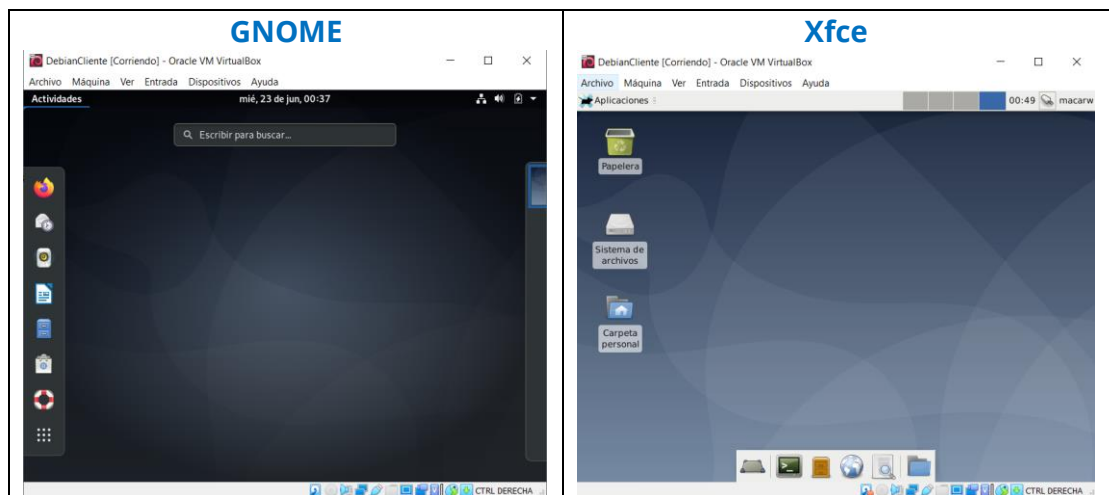 GNOME
DebianCliente [Corriendo] - Oracle VM VirtualBox
Archivo Máquina Ver Entrada Dispositivos Ayuda
Actividades mié, 23 de jun, 00:37
Escribir para buscar...
CTRL DERECHA
Xfce
DebianCliente [Corriendo] - Oracle VM VirtualBox
Archivo Máquina Ver Entrada Dispositivos Ayuda
Aplicaciones 00:49 macarw
Papelera
Sistema de
archivos
Carpeta
personal
CTRL DERECHA